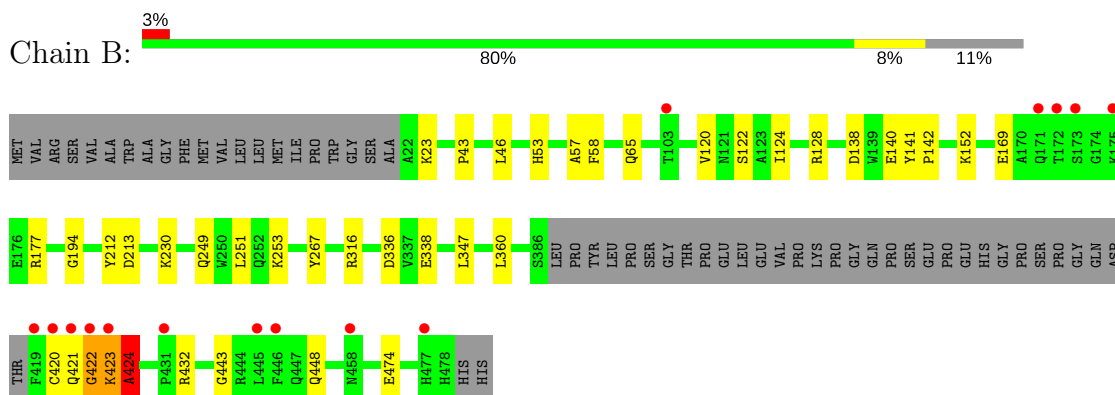 3%
Chain B:
80% 8% 11%
MET VAL ARG SER VAL ALA TRP ALA GLY PHE MET VAL LEU LEU MET ILE PRO TRP GLY SER ALA A22 K23 P43 L46 H53 A57 F58 Q65 T103 V120 N121 S122 A123 I124 R128 D138 W139 E140 Y141 P142 K152 E169 A170 Q171 T172 S173 G174 K175
E176 R177 G194 Y212 D213 K230 Q249 W250 L251 Q252 K253 Y267 R316 D336 V337 E338 L347 L360 S386 LEU PRO TYR LEU PRO SER GLY THR PRO GLU LEU GLU VAL PRO LYS PRO GLY GLN PRO SER GLU PRO GLU HIS GLY PRO SER PRO GLY GLN ASP
THR F419 C420 Q421 G422 K423 A424 P431 R432 G443 R444 L445 F446 Q447 Q448 N458 E474 H477 H478 HIS HIS